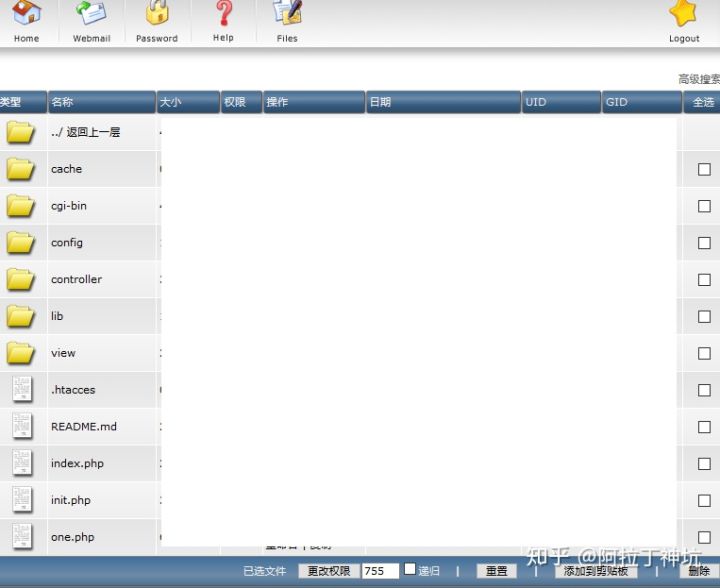 Home Webmail Password Help Files Logout
高级搜索
类型 名称 大小 权限 操作 日期 UID GID 全选
../ 返回上一层
cache
cgi-bin
config
controller
lib
view
.htacces
README.md
index.php
init.php
one.php
知乎 @阿拉丁神坑
已选文件 更改权限 755 递归 | 重置 | 添加到剪贴板 | 删除